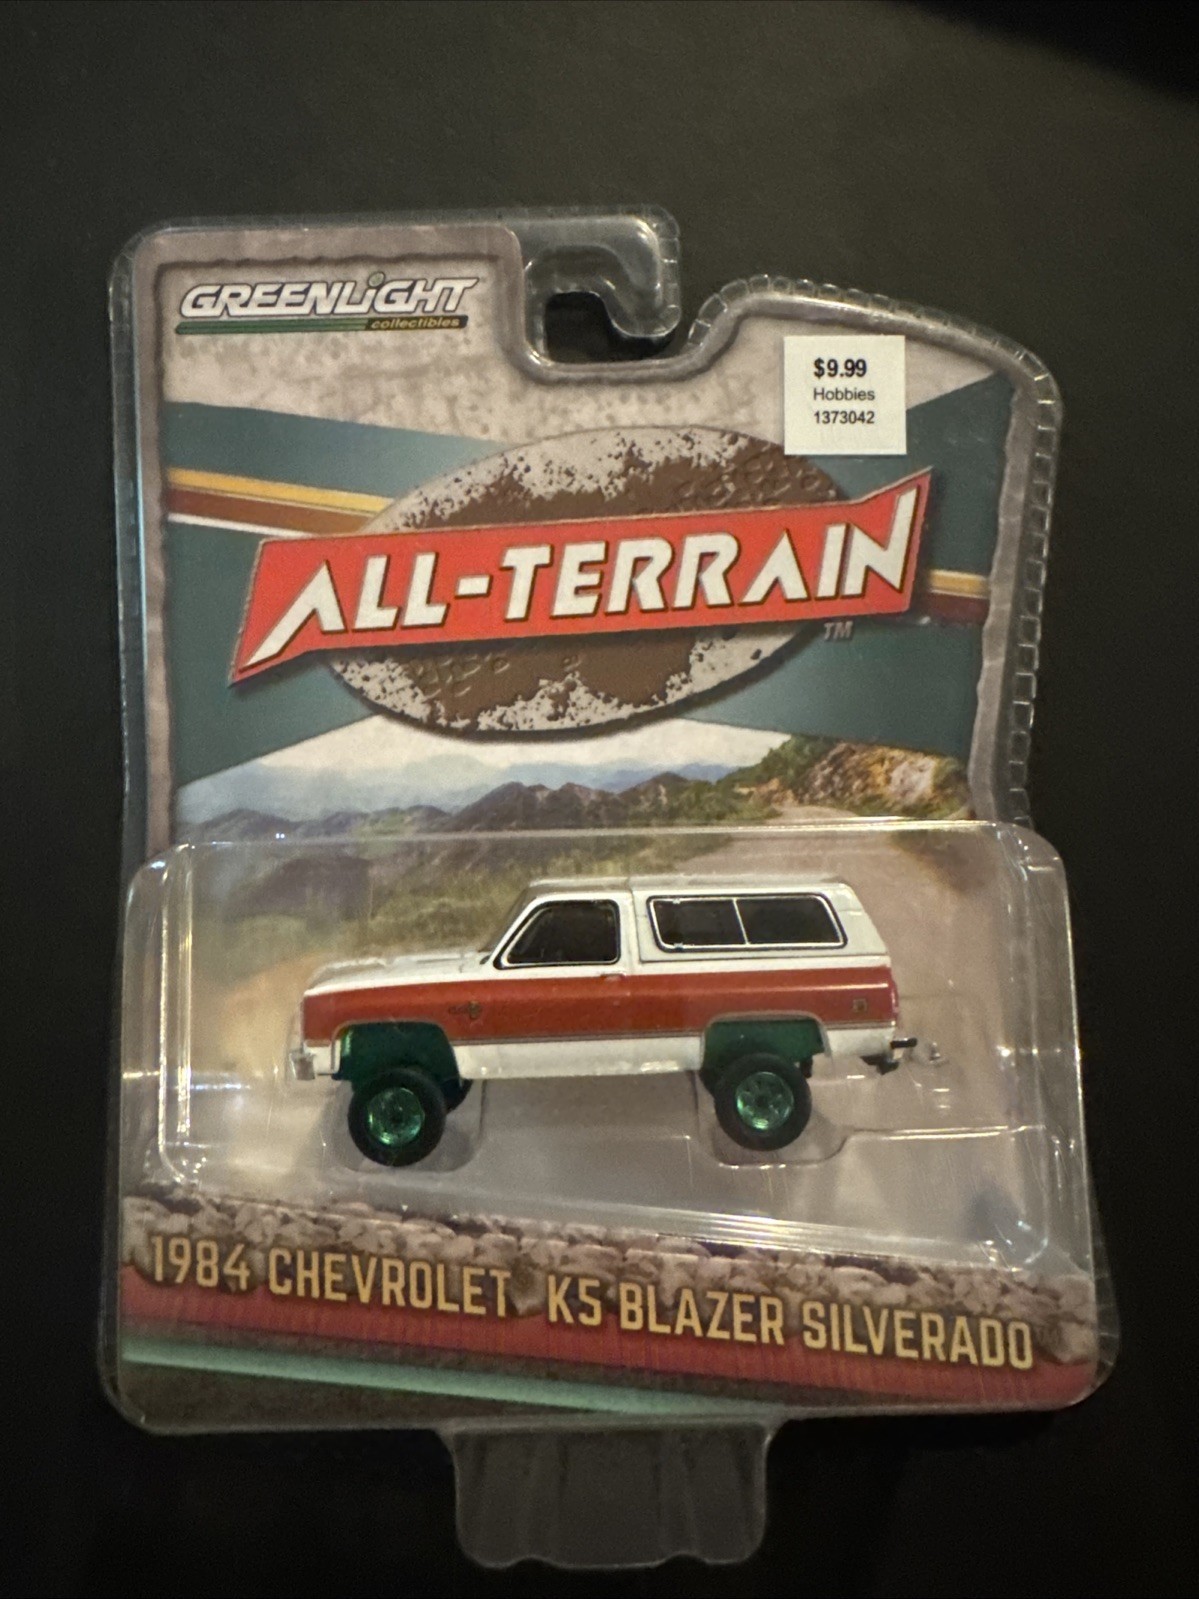 GREENLiGHT
collectibles
$9.99
Hobbies
1373042
ALL-TERRAIN
TM
1984 CHEVROLET K5 BLAZER SILVERADO